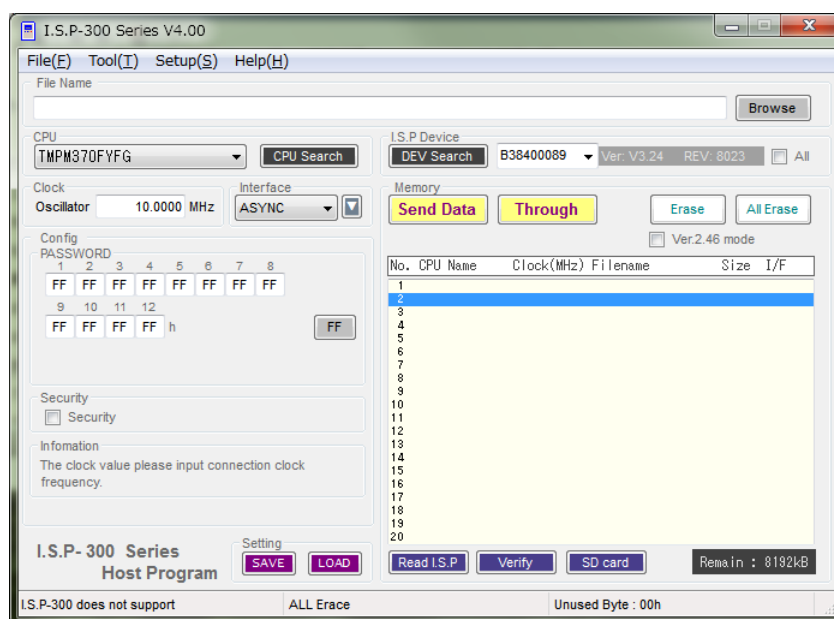 I.S.P-300 Series V4.00
File(F) Tool(T) Setup(S) Help(H)
File Name
Browse
CPU
TMPM370FYFG
CPU Search
I.S.P Device
DEV Search
B38400089
Ver: V3.24 REV: 8023
All
Clock
Oscillator 10.0000 MHz
Interface
ASYNC
Memory
Send Data
Through
Erase
All Erase
Ver.2.46 mode
Config
PASSWORD
1 2 3 4 5 6 7 8
FF FF FF FF FF FF FF FF
9 10 11 12
FF FF FF FF h
FF
Security
Security
Infomation
The clock value please input connection clock
frequency.
No. CPU Name Clock(MHz) Filename Size I/F
1
2
3
4
5
6
7
8
9
10
11
12
13
14
15
16
17
18
19
20
I.S.P- 300 Series
Host Program
Setting
SAVE
LOAD
Read I.S.P
Verify
SD card
Remain : 8192kB
I.S.P-300 does not support
ALL Erace
Unused Byte : 00h